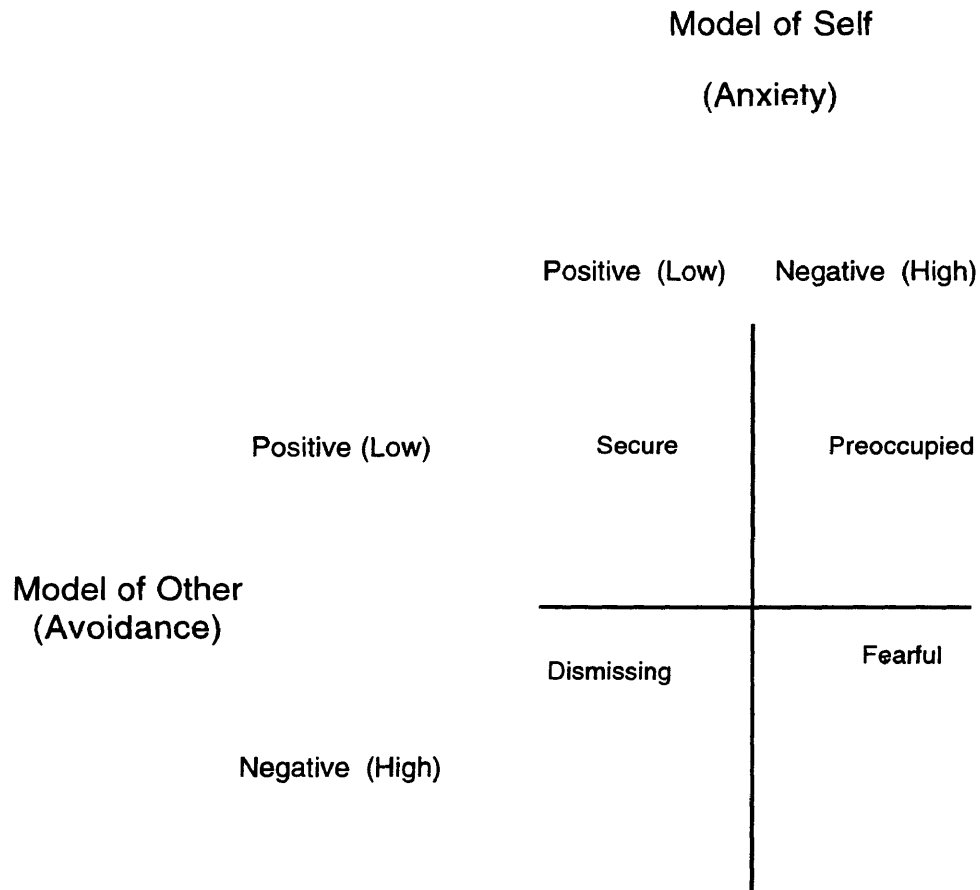 Model of Self
(Anxiety)
Positive (Low) Negative (High)
Positive (Low) Secure Preoccupied
Model of Other
(Avoidance)
Dismissing Fearful
Negative (High)